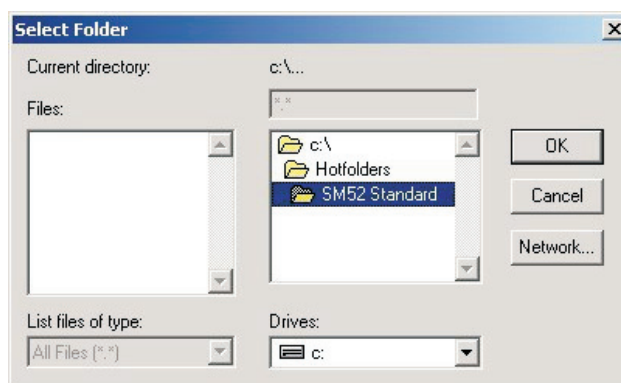 Select Folder
Current directory:
c:\...
Files:
*.*
c:\
Hotfolders
SM52 Standard
OK
Cancel
Network...
List files of type:
All Files (*.*)
Drives:
c: